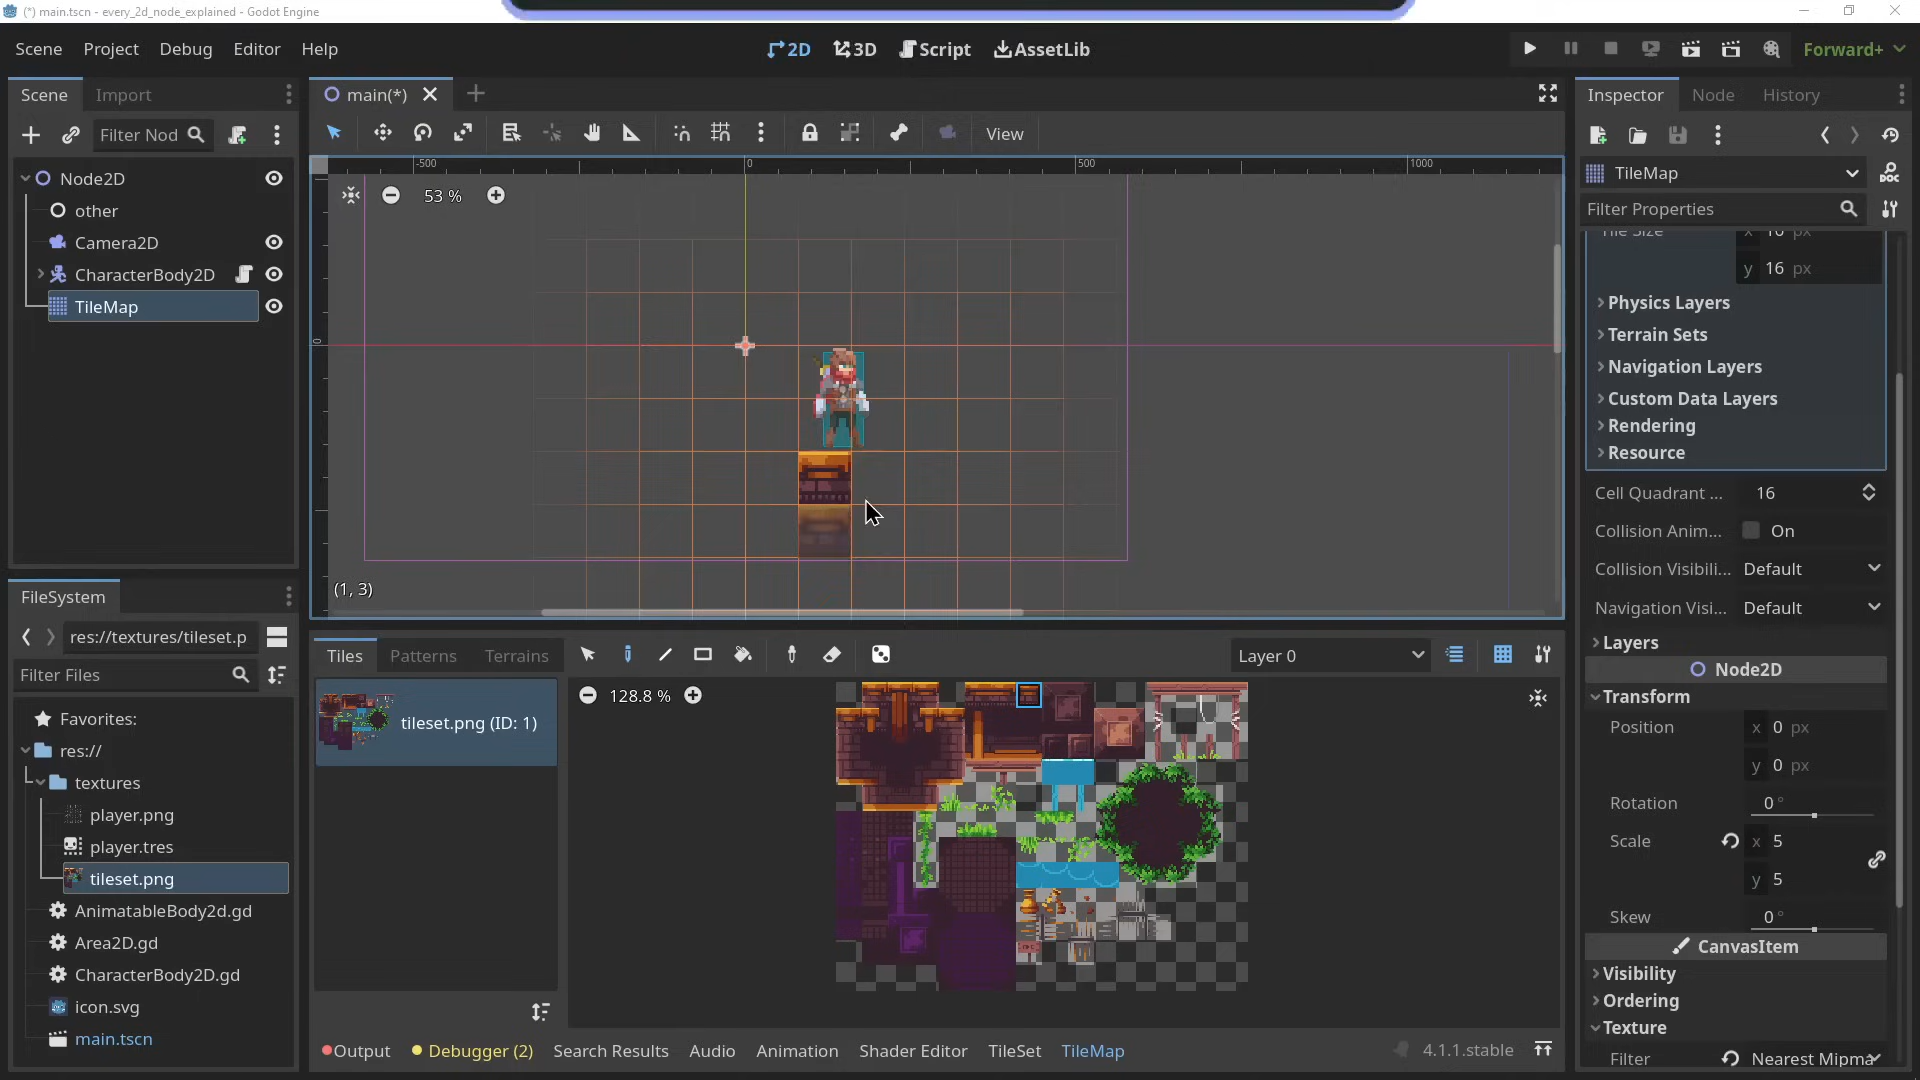 (*) main.tscn - every_2d_node_explained - Godot Engine
Scene Project Debug Editor Help
2D 3D Script AssetLib
Forward+
Scene Import
Filter Nod
Node2D
other
Camera2D
CharacterBody2D
TileMap
main(*)
View
-500 0 500 1000
53 %
0
(1, 3)
Inspector Node History
TileMap
DOC
Filter Properties
y 16 px
Physics Layers
Terrain Sets
Navigation Layers
Custom Data Layers
Rendering
Resource
Cell Quadrant ... 16
Collision Anim... On
Collision Visibili... Default
Navigation Visi... Default
Layers
Node2D
Transform
Position x 0 px
y 0 px
Rotation 0 °
Scale x 5
y 5
Skew 0 °
CanvasItem
Visibility
Ordering
Texture
Filter Nearest Mipma
FileSystem
res://textures/tileset.p
Filter Files
Favorites:
res://
textures
player.png
player.tres
tileset.png
AnimatableBody2d.gd
Area2D.gd
CharacterBody2D.gd
icon.svg
main.tscn
Tiles Patterns Terrains
Layer 0
tileset.png (ID: 1)
128.8 %
Output Debugger (2) Search Results Audio Animation Shader Editor TileSet TileMap
4.1.1.stable